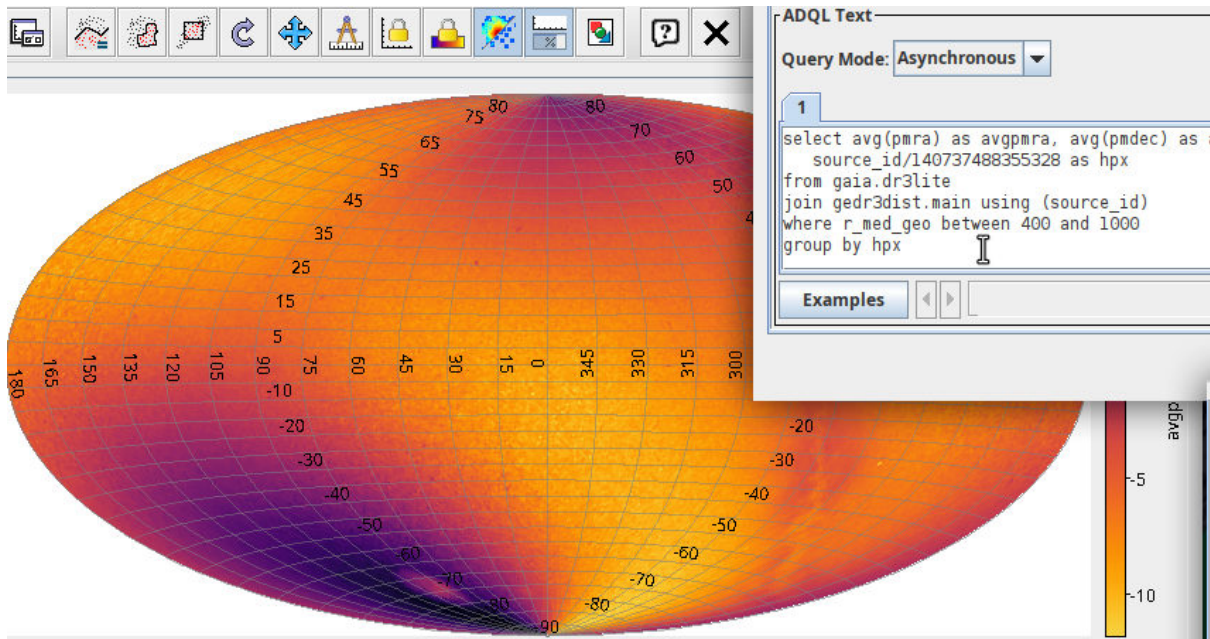 ADQL Text
Query Mode: Asynchronous
1
select avg(pmra) as avgpmra, avg(pmdec) as
source_id/140737488355328 as hpx
from gaia.dr3lite
join gedr3dist.main using (source_id)
where r_med_geo between 400 and 1000
group by hpx
Examples
80 80
75
70
65
60
55
50
45
35
25
15
5
180 165 150 135 120 105 90 75 60 45 30 15 0 345 330 315 300
-10
-20 -20
-30 -30
-40 -40
-50 -50
-60 -60
-70 -70
-80 -80
-90
-5
-10